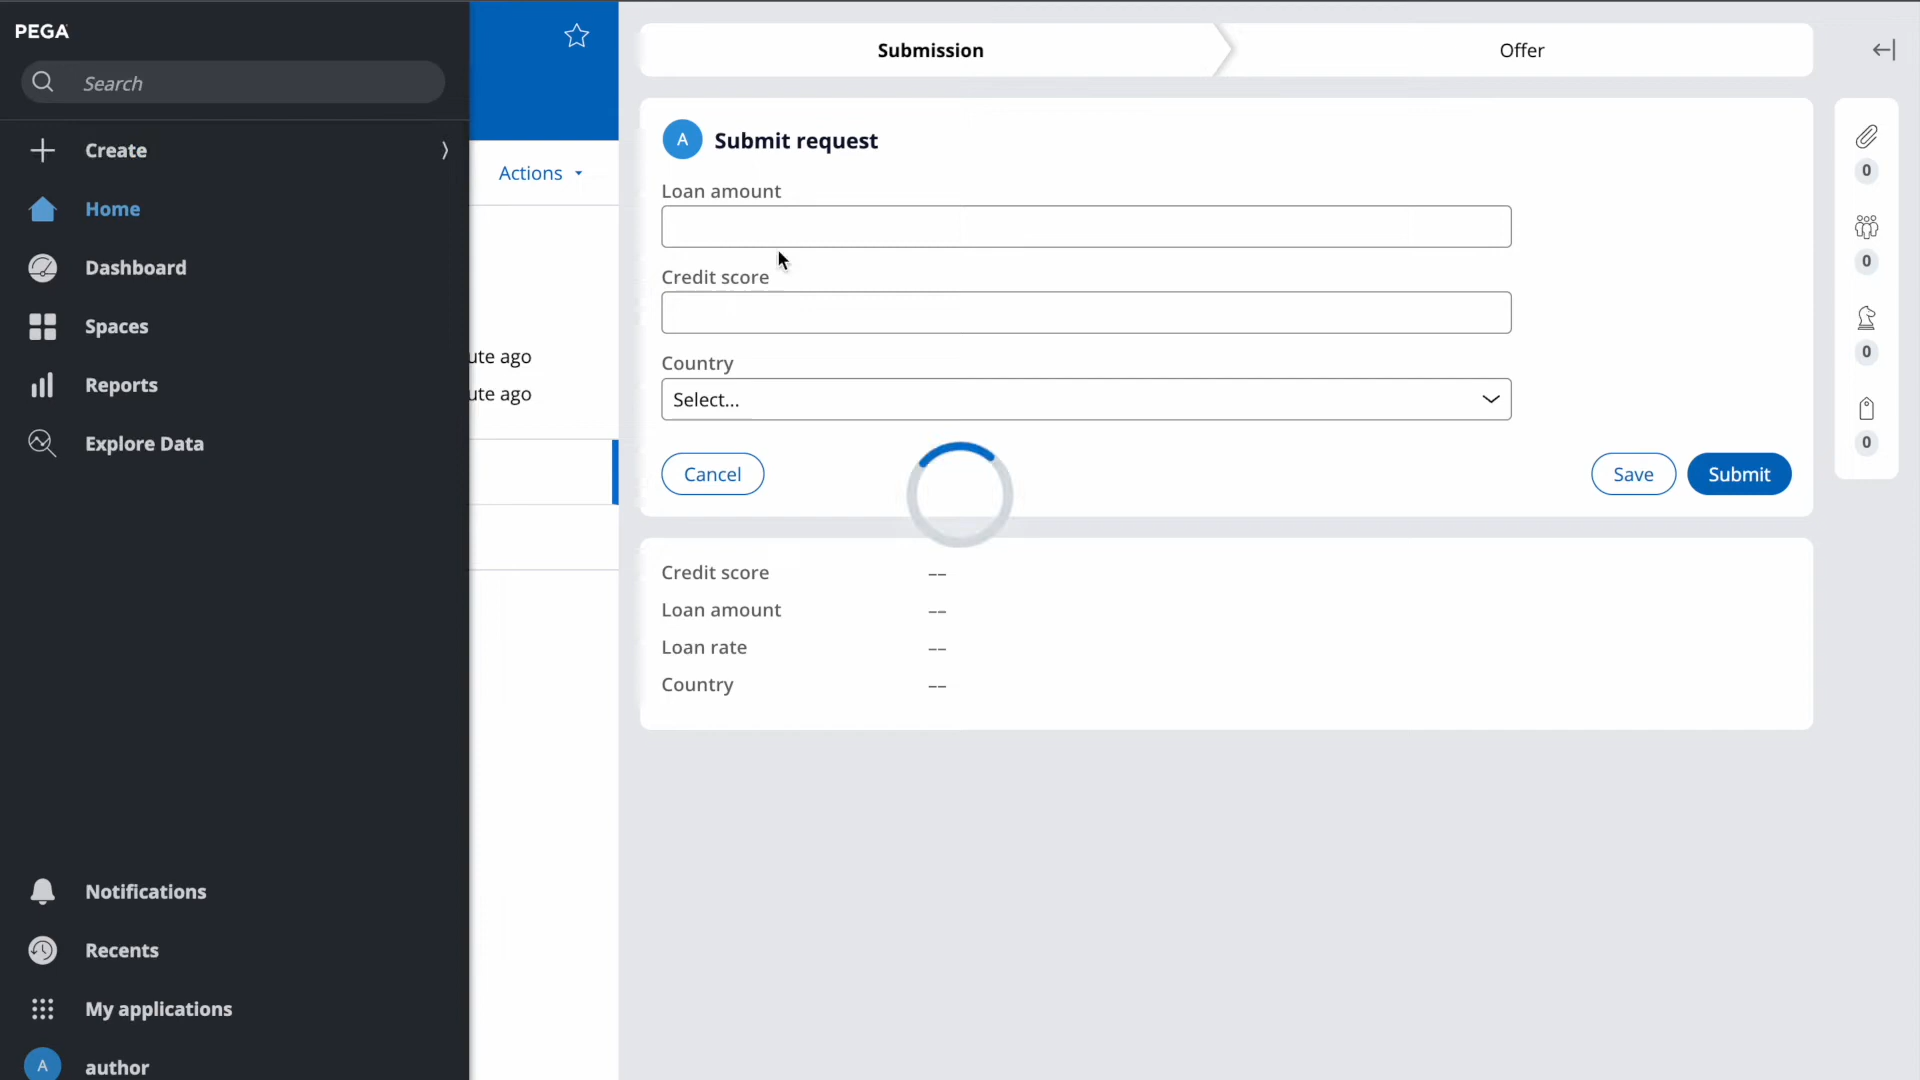 PEGA
Search
Create
Home
Dashboard
Spaces
Reports
Explore Data
Notifications
Recents
My applications
A
author
Actions
ute ago
ute ago
Submission
Offer
A
Submit request
Loan amount
Credit score
Country
Select...
Cancel
Save
Submit
Credit score --
Loan amount --
Loan rate --
Country --
0
0
0
0